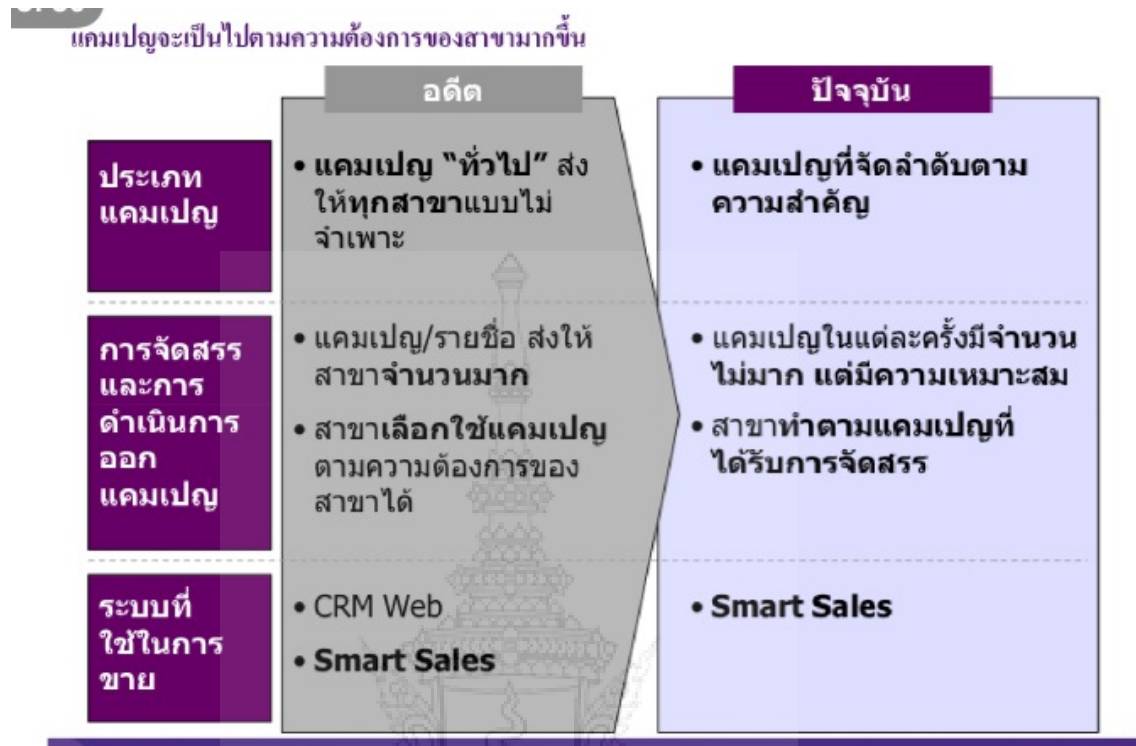 แคมเปญจะเป็นไปตามความต้องการของสาขามากขึ้น
อดีต
ปัจจุบัน
ประเภท
แคมเปญ
• แคมเปญ “ทั่วไป” ส่ง
ให้ทุกสาขาแบบไม่
จำเพาะ
• แคมเปญที่จัดลำดับตาม
ความสำคัญ
การจัดสรร
และการ
ดำเนินการ
ออก
แคมเปญ
• แคมเปญ/รายชื่อ ส่งให้
สาขาจำนวนมาก
• สาขาเลือกใช้แคมเปญ
ตามความต้องการของ
สาขาได้
• แคมเปญในแต่ละครั้งมีจำนวน
ไม่มาก แต่มีความเหมาะสม
• สาขาทำตามแคมเปญที่
ได้รับการจัดสรร
ระบบที่
ใช้ในการ
ขาย
• CRM Web
• Smart Sales
• Smart Sales